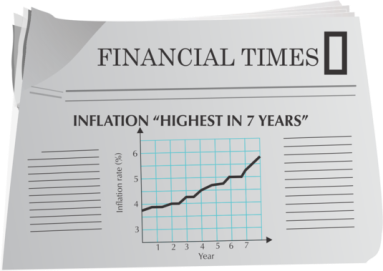 FINANCIAL TIMES
INFLATION “HIGHEST IN 7 YEARS”
Inflation rate (%)
6
5
4
3
1 2 3 4 5 6 7
Year